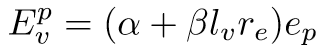 $E_v^p = (\alpha + \beta l_v r_e) e_p$